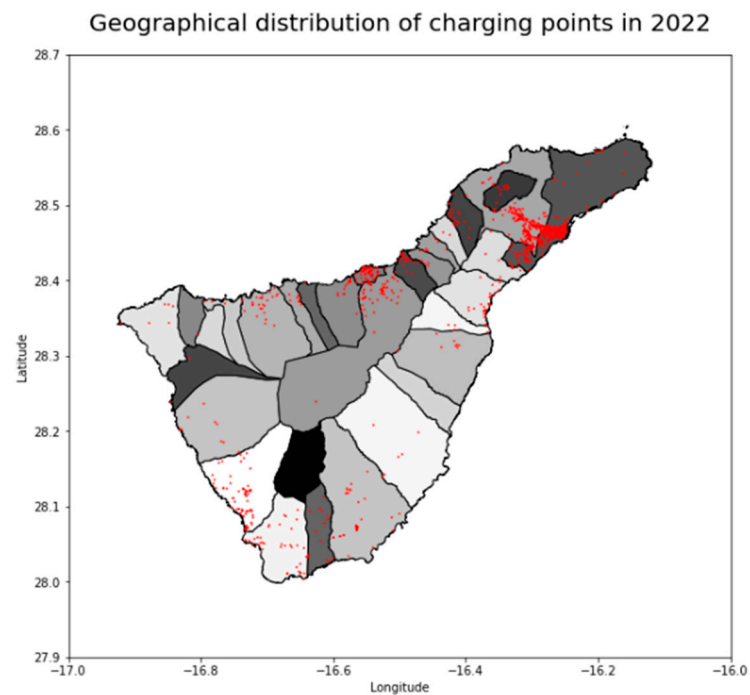 Geographical distribution of charging points in 2022
28.7
28.6
28.5
28.4
28.3
28.2
28.1
28.0
27.9
Latitude
−17.0 −16.8 −16.6 −16.4 −16.2 −16.0
Longitude